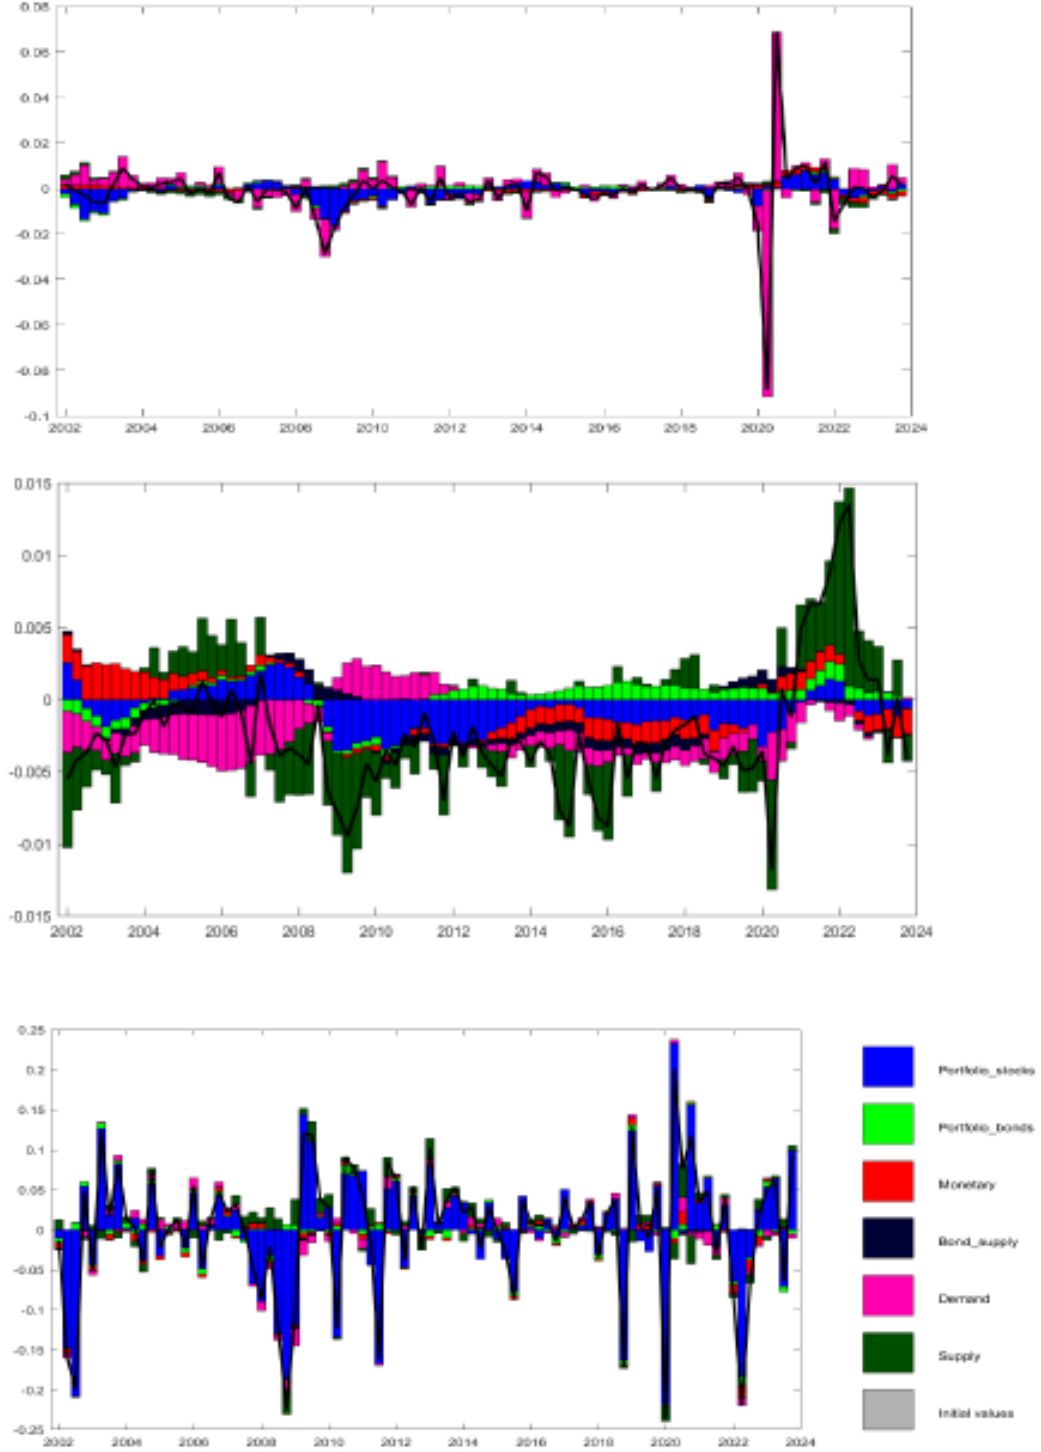 0.08
0.06
0.04
0.02
0
-0.02
-0.04
-0.06
-0.08
-0.1
2002 2004 2006 2008 2010 2012 2014 2016 2018 2020 2022 2024
0.015
0.01
0.005
0
-0.005
-0.01
-0.015
2002 2004 2006 2008 2010 2012 2014 2016 2018 2020 2022 2024
0.25
0.2
0.15
0.1
0.05
0
-0.05
-0.1
-0.15
-0.2
-0.25
2002 2004 2006 2008 2010 2012 2014 2016 2018 2020 2022 2024
Portfolio_stocks
Portfolio_bonds
Monetary
Bond_supply
Demand
Supply
Initial values